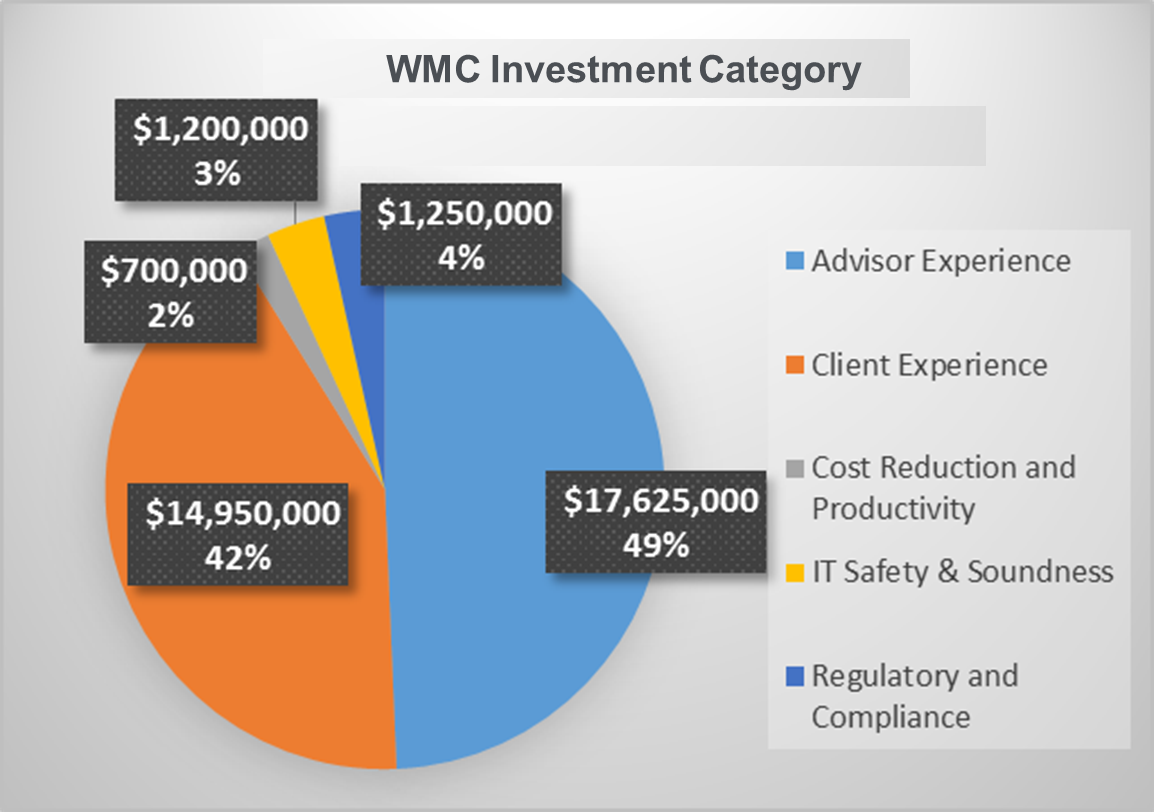 WMC Investment Category
$1,200,000
3%
$1,250,000
4%
$700,000
2%
$14,950,000
42%
$17,625,000
49%
Advisor Experience
Client Experience
Cost Reduction and
Productivity
IT Safety & Soundness
Regulatory and
Compliance